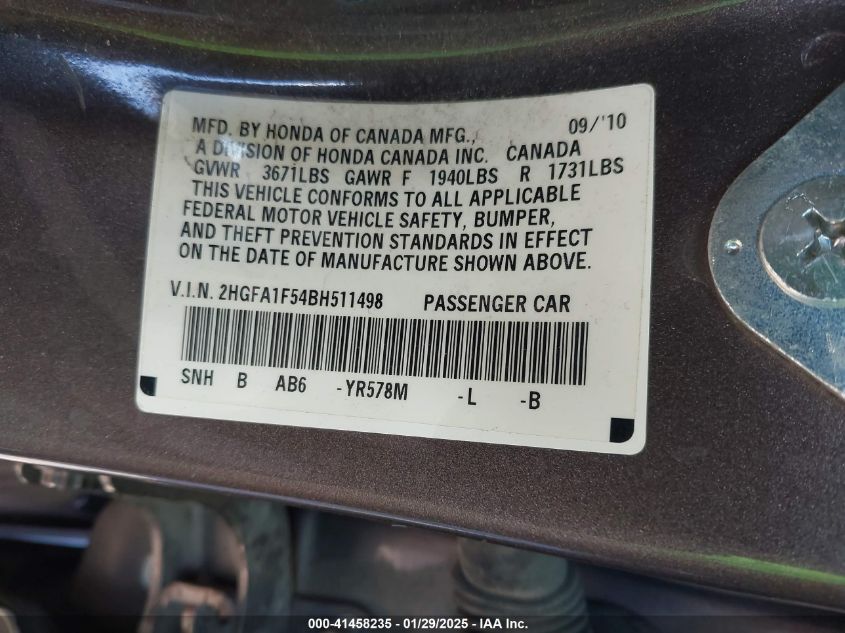 MFD. BY HONDA OF CANADA MFG., 09/'10
A DIVISION OF HONDA CANADA INC. CANADA
GVWR 3671LBS GAWR F 1940LBS R 1731LBS
THIS VEHICLE CONFORMS TO ALL APPLICABLE
FEDERAL MOTOR VEHICLE SAFETY, BUMPER,
AND THEFT PREVENTION STANDARDS IN EFFECT
ON THE DATE OF MANUFACTURE SHOWN ABOVE.
V.I.N. 2HGFA1F54BH511498 PASSENGER CAR
SNH B AB6 -YR578M -L -B
000-41458235 - 01/29/2025 - IAA Inc.